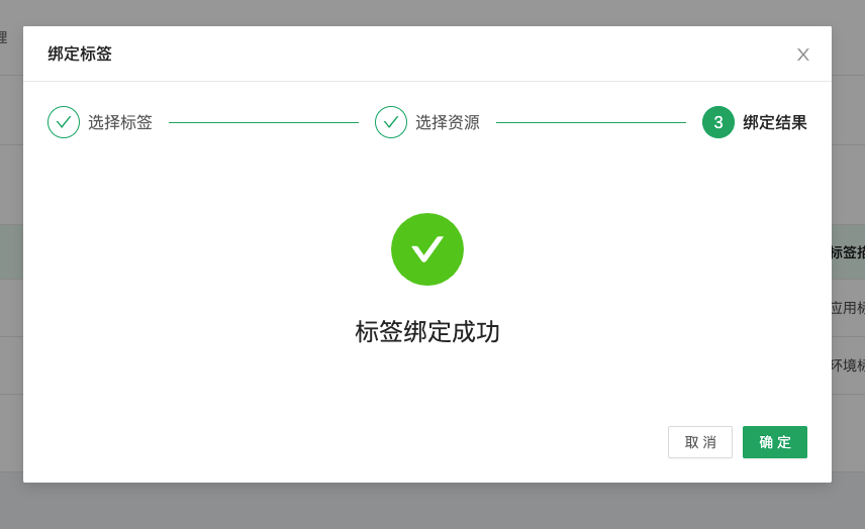 理
绑定标签
选择标签
选择资源
3 绑定结果
标签绑定成功
标签描
应用标
环境标
取消
确定